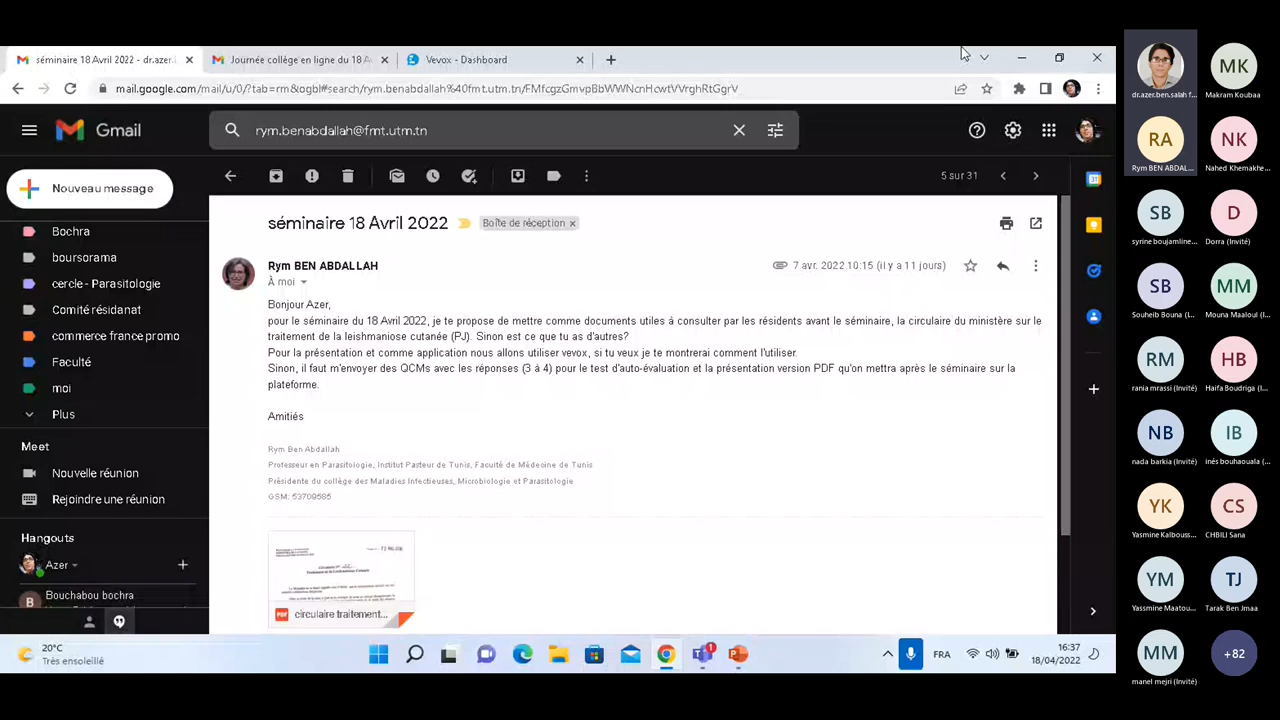 séminaire 18 Avril 2022 - dr.azer.l
Journée collège en ligne du 18 A
Vevox - Dashboard
mail.google.com/mail/u/0/?tab=rm&ogbl#search/rym.benabdallah%40fmt.utm.tn/FMfcgzGmvpBbWWNcnHcwtVVrghRtGgrV
Gmail
rym.benabdallah@fmt.utm.tn
Nouveau message
5 sur 31
Bochra
boursorama
cercle - Parasitologie
Comité résidanat
commerce france promo
Faculté
moi
Plus
Meet
Nouvelle réunion
Rejoindre une réunion
Hangouts
Azer
Bouchabou bochra
séminaire 18 Avril 2022
Boîte de réception
Rym BEN ABDALLAH
7 avr. 2022 10:15 (il y a 11 jours)
À moi
Bonjour Azer,
pour le séminaire du 18 Avril 2022, je te propose de mettre comme documents utiles à consulter par les résidents avant le séminaire, la circulaire du ministère sur le
traitement de la leishmaniose cutanée (PJ). Sinon est ce que tu as d'autres?
Pour la présentation et comme application nous allons utiliser vevox, si tu veux je te montrerai comment l'utiliser.
Sinon, il faut m'envoyer des QCMs avec les réponses (3 à 4) pour le test d'auto-évaluation et la présentation version PDF qu'on mettra après le séminaire sur la
plateforme.
Amitiés
Rym Ben Abdallah
Professeur en Parasitologie, Institut Pasteur de Tunis, Faculté de Médecine de Tunis
Présidente du collège des Maladies Infectieuses, Microbiologie et Parasitologie
GSM: 53709585
PDF
circulaire traitement...
20°C
Très ensoleillé
FRA
16:37
18/04/2022
dr.azer.ben.salah f...
MK
Makram Koubaa
RA
Rym BEN ABDAL...
NK
Nahed Khemakhe...
SB
syrine boujamline...
D
Dorra (Invité)
SB
Souheib Bouna (I...
MM
Mouna Maaloul (I...
RM
rania mrassi (Invité)
HB
Haifa Boudriga (I...
NB
nada barkia (Invité)
IB
inès bouhaouala (...
YK
Yasmine Kalbouss...
CS
CHBILI Sana
YM
Yassmine Maatou...
TJ
Tarak Ben Jmaa
MM
manel mejri (Invité)
+82